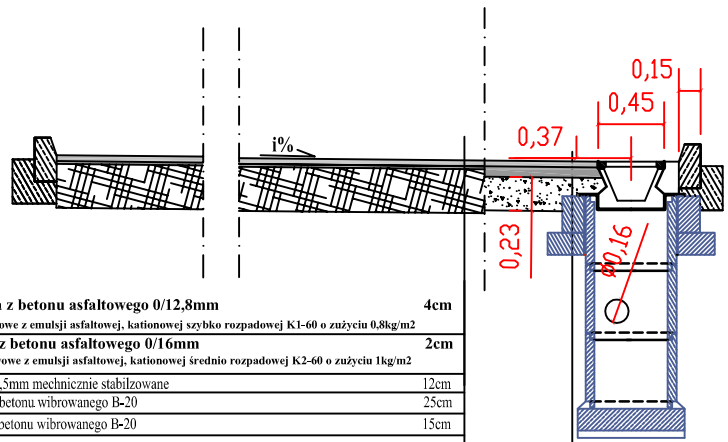 0,15
0,45
0,37
i%
0,23
ø0,16
z betonu asfaltowego 0/12,8mm 4cm
owe z emulsji asfaltowej, kationowej szybko rozpadowej K1-60 o zużyciu 0,8kg/m2
z betonu asfaltowego 0/16mm 2cm
owe z emulsji asfaltowej, kationowej średnio rozpadowej K2-60 o zużyciu 1kg/m2
,5mm mechnicznie stabilzowane 12cm
betonu wibrowanego B-20 25cm
betonu wibrowanego B-20 15cm